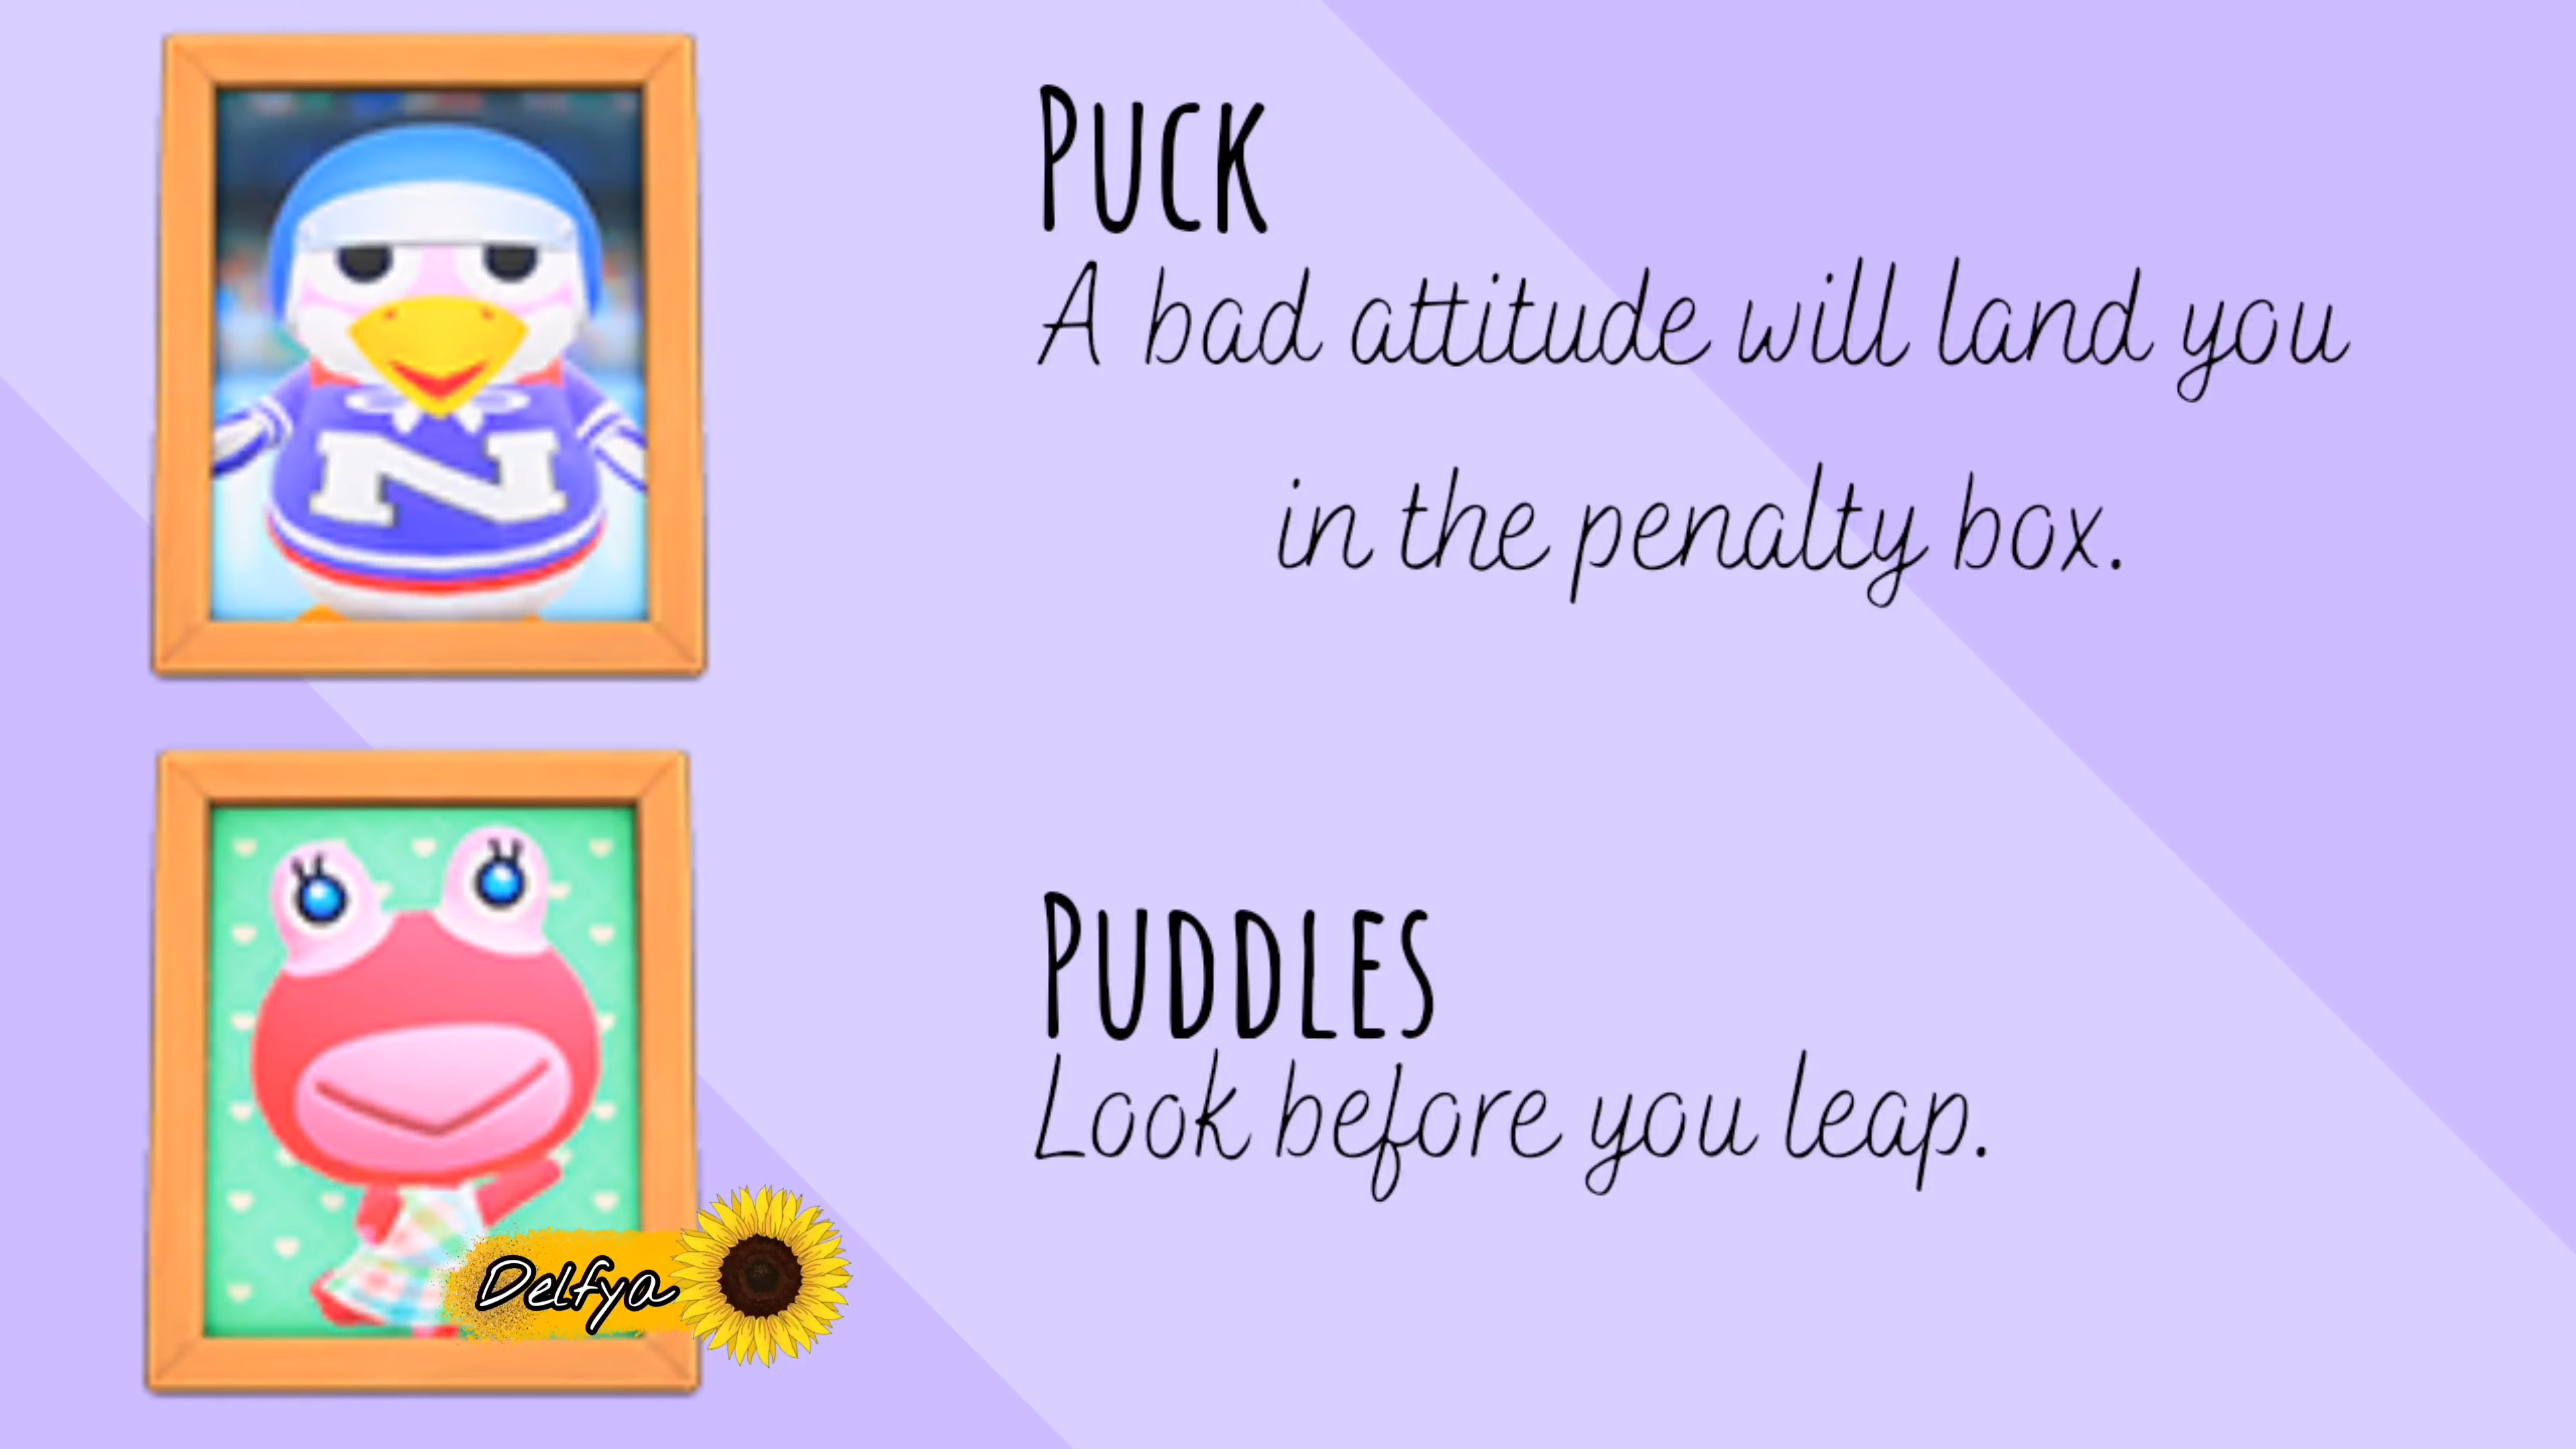 Puck
A bad attitude will land you
in the penalty box.
N
Puddles
Look before you leap.
Delfya